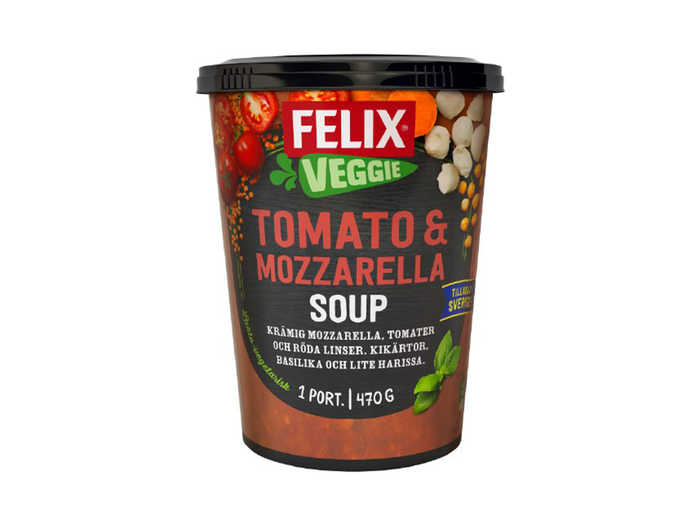 FELIX®
VEGGIE
TOMATO &
MOZZARELLA
SOUP
KRÄMIG MOZZARELLA, TOMATER
OCH RÖDA LINSER, KIKÄRTOR,
BASILIKA OCH LITE HARISSA.
1 PORT. | 470 G